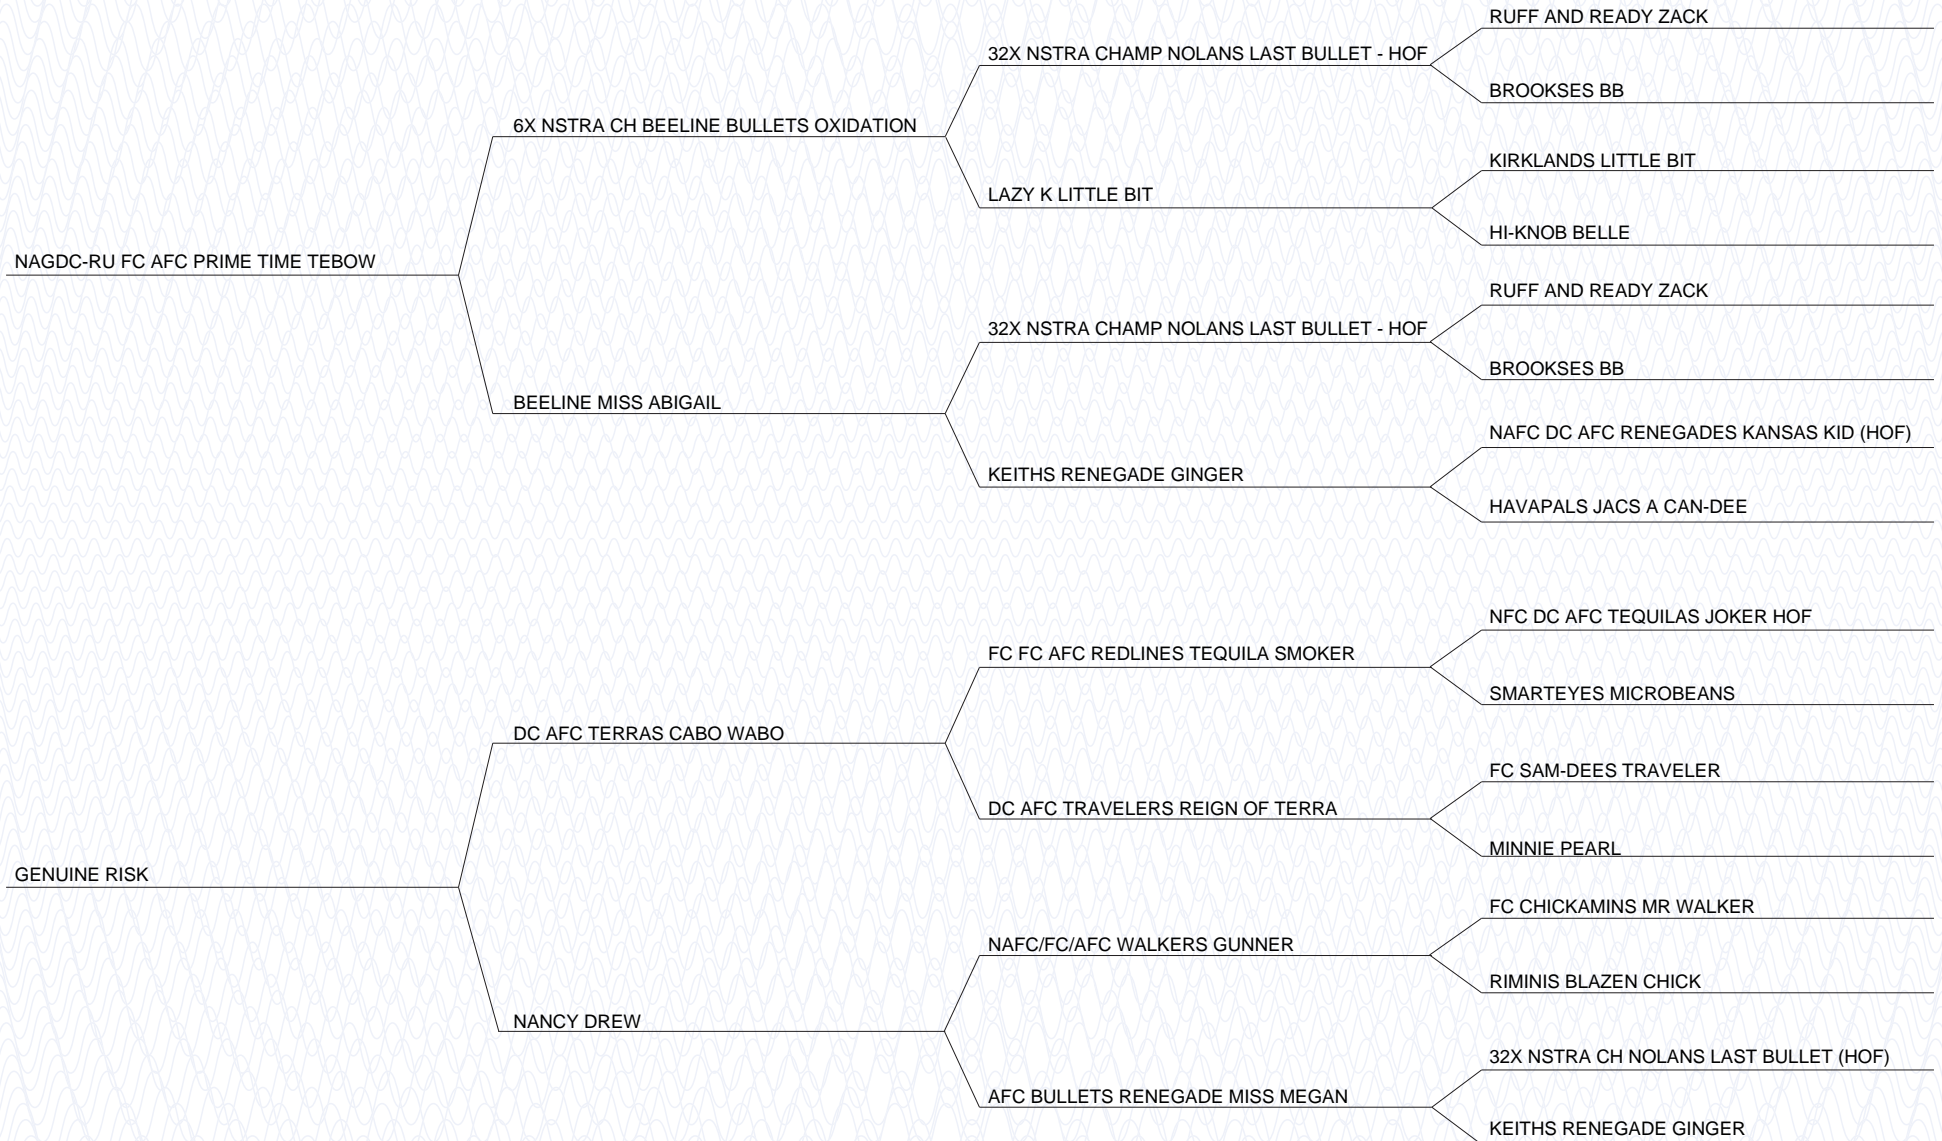 RUFF AND READY ZACK
32X NSTRA CHAMP NOLANS LAST BULLET - HOF
BROOKSES BB
6X NSTRA CH BEELINE BULLETS OXIDATION
KIRKLANDS LITTLE BIT
LAZY K LITTLE BIT
HI-KNOB BELLE
NAGDC-RU FC AFC PRIME TIME TEBOW
RUFF AND READY ZACK
32X NSTRA CHAMP NOLANS LAST BULLET - HOF
BROOKSES BB
BEELINE MISS ABIGAIL
NAFC DC AFC RENEGADES KANSAS KID (HOF)
KEITHS RENEGADE GINGER
HAVAPALS JACS A CAN-DEE
NFC DC AFC TEQUILAS JOKER HOF
FC FC AFC REDLINES TEQUILA SMOKER
SMARTEYES MICROBEANS
DC AFC TERRAS CABO WABO
FC SAM-DEES TRAVELER
DC AFC TRAVELERS REIGN OF TERRA
MINNIE PEARL
GENUINE RISK
FC CHICKAMINS MR WALKER
NAFC/FC/AFC WALKERS GUNNER
RIMINIS BLAZEN CHICK
NANCY DREW
32X NSTRA CH NOLANS LAST BULLET (HOF)
AFC BULLETS RENEGADE MISS MEGAN
KEITHS RENEGADE GINGER